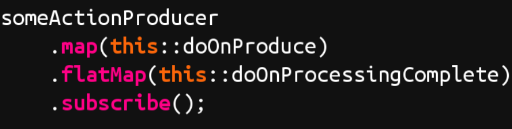 someActionProducer
    .map(this::doOnProduce)
    .flatMap(this::doOnProcessingComplete)
    .subscribe();